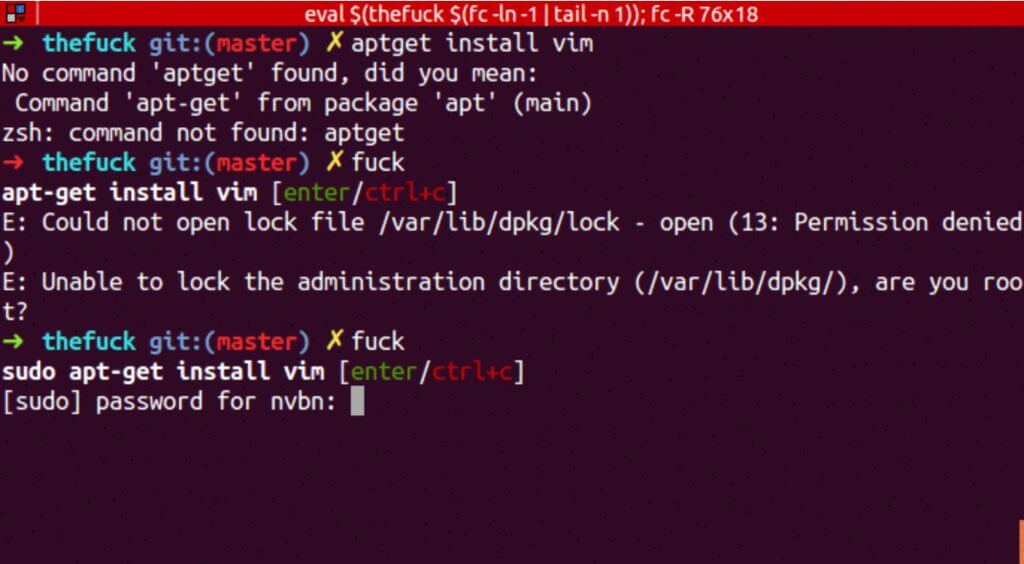 eval $(thefuck $(fc -ln -1 | tail -n 1)); fc -R 76x18
➜ thefuck git:(master) ✗ aptget install vim
No command 'aptget' found, did you mean:
 Command 'apt-get' from package 'apt' (main)
zsh: command not found: aptget
➜ thefuck git:(master) ✗ fuck
apt-get install vim [enter/ctrl+c]
E: Could not open lock file /var/lib/dpkg/lock - open (13: Permission denied
)
E: Unable to lock the administration directory (/var/lib/dpkg/), are you roo
t?
➜ thefuck git:(master) ✗ fuck
sudo apt-get install vim [enter/ctrl+c]
[sudo] password for nvbn: